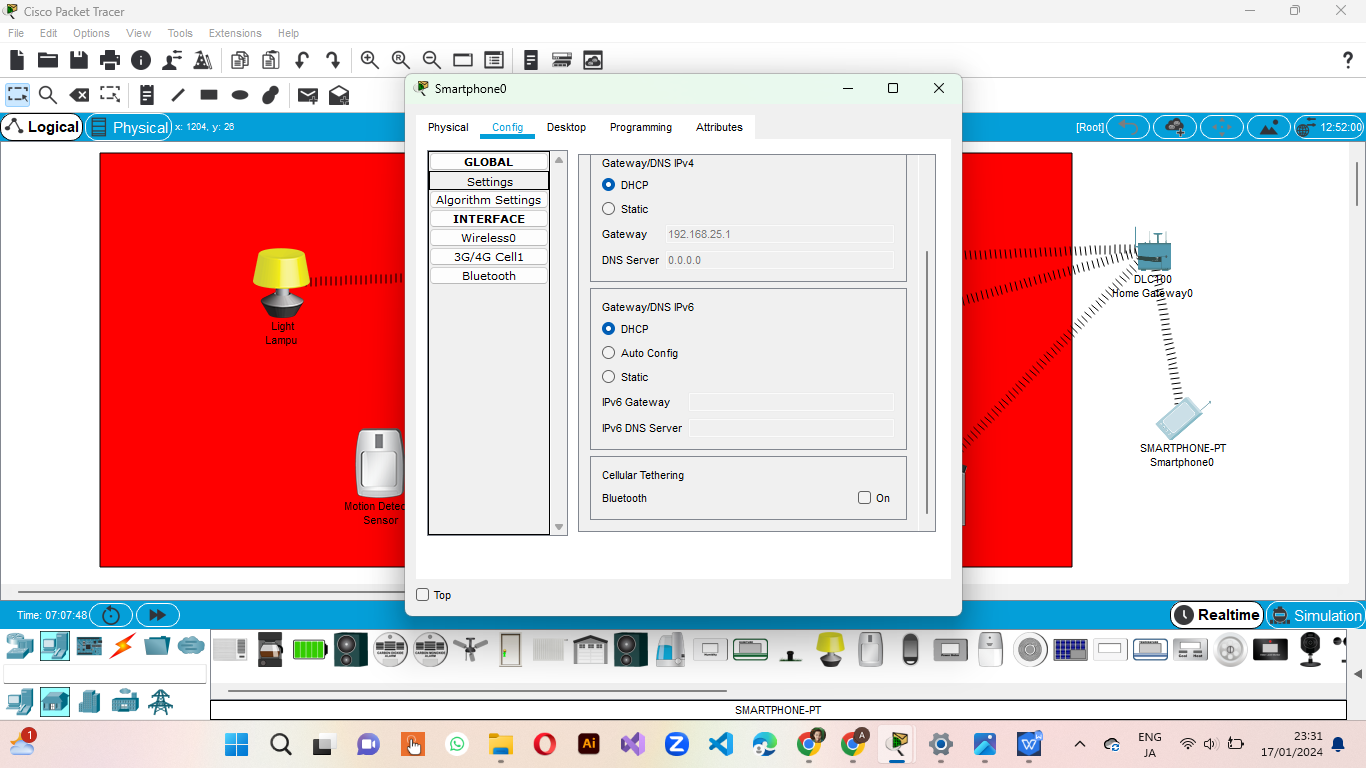 Cisco Packet Tracer
File Edit Options View Tools Extensions Help
Smartphone0
Logical
Physical
x: 1204, y: 26
[Root]
12:52:00
Physical Config Desktop Programming Attributes
GLOBAL
Settings
Algorithm Settings
INTERFACE
Wireless0
3G/4G Cell1
Bluetooth
Gateway/DNS IPv4
DHCP
Static
Gateway 192.168.25.1
DNS Server 0.0.0.0
Gateway/DNS IPv6
DHCP
Auto Config
Static
IPv6 Gateway
IPv6 DNS Server
Cellular Tethering
Bluetooth On
Top
Light
Lampu
Motion Detec
Sensor
DLC100
Home Gateway0
SMARTPHONE-PT
Smartphone0
Time: 07:07:48
Realtime
Simulation
SMARTPHONE-PT
1
Ai
A
ENG
JA
23:31
17/01/2024